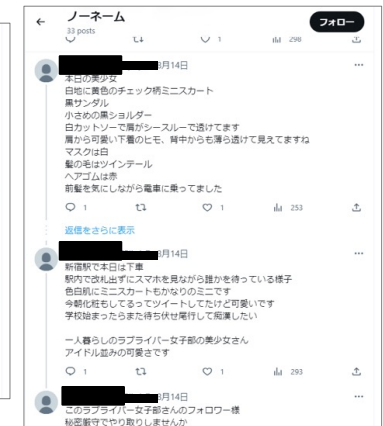 ノーネーム
33 posts
フォロー
1
1
298
8月14日
本日の美少女
白地に黄色のチェック柄ミニスカート
黒サンダル
小さめの黒ショルダー
白カットソーで肩がシースルーで透けてます
肩から可愛い下着のヒモ、背中からも薄ら透けて見えてますね
マスクは白
髪の毛はツインテール
ヘアゴムは赤
前髪を気にしながら電車に乗ってました
1
1
253
返信をさらに表示
8月14日
新宿駅で本日は下車
駅内で改札出ずにスマホを見ながら誰かを待っている様子
色白肌にミニスカートもかなりのミニです
今朝化粧もしてるってツイートしてたけど可愛いです
学校始まったらまた待ち伏せ尾行して痴漢したい
一人暮らしのラブライバー女子部の美少女さん
アイドル並みの可愛さです
1
1
293
8月14日
このラブライバー女子部さんのフォロワー様
秘密厳守でやり取りしませんか